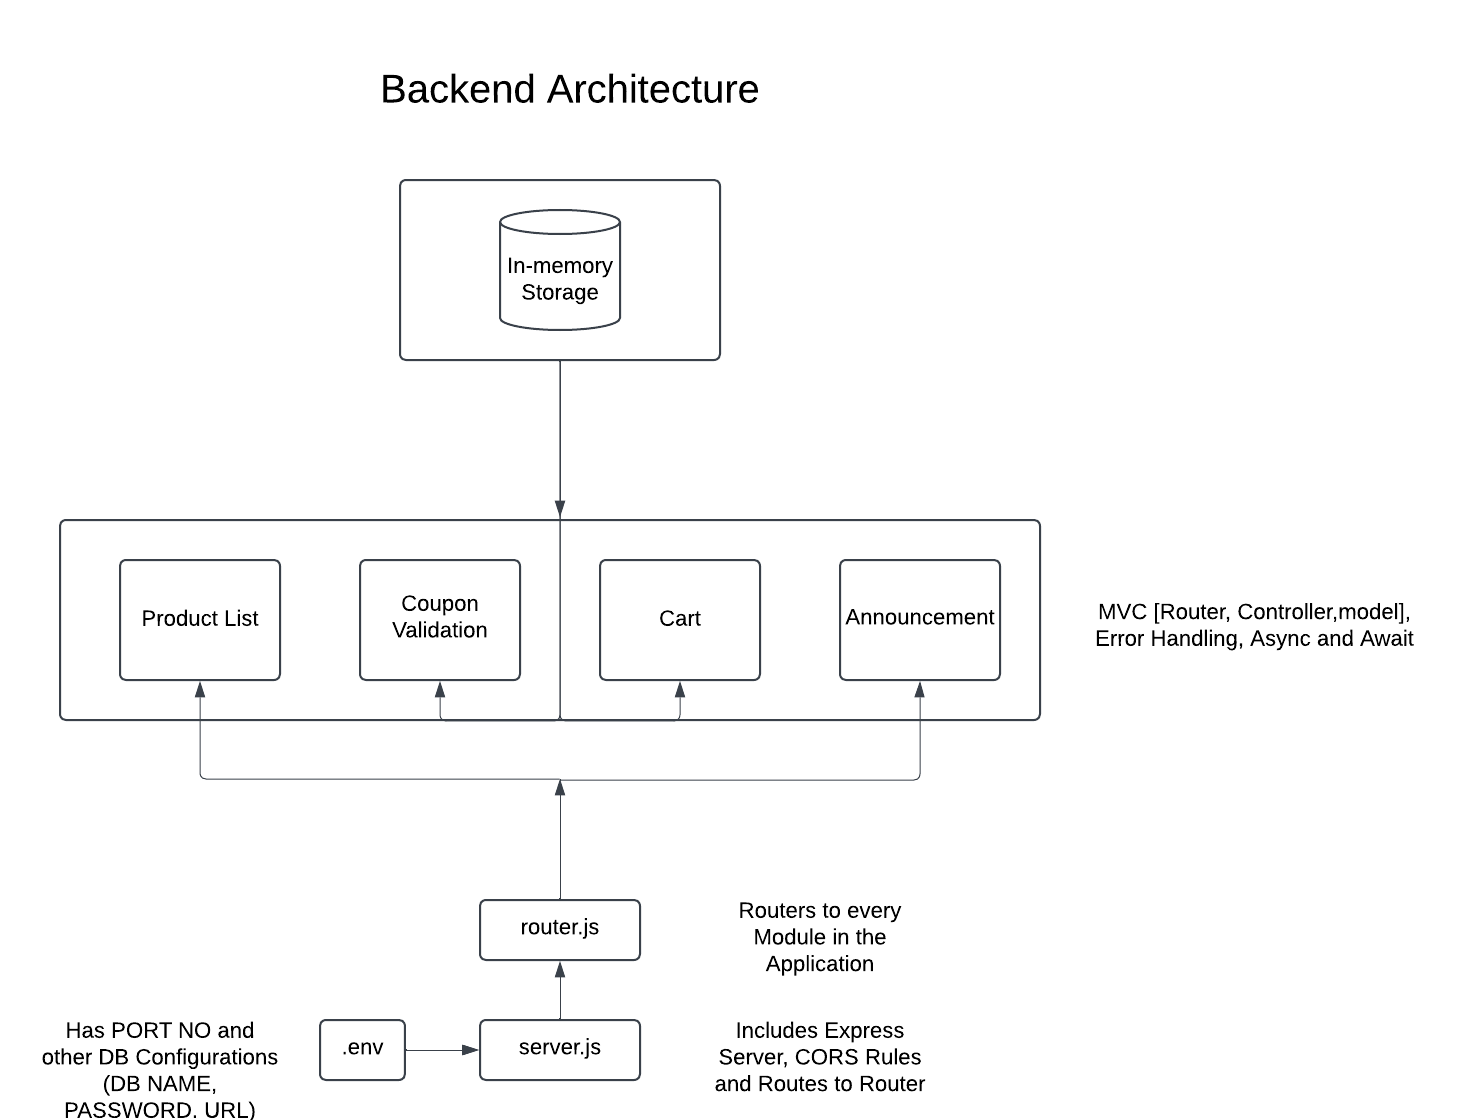 Backend Architecture
In-memory
Storage
Product List
Coupon
Validation
Cart
Announcement
MVC [Router, Controller,model],
Error Handling, Async and Await
router.js
Routers to every
Module in the
Application
Has PORT NO and
other DB Configurations
(DB NAME,
PASSWORD, URL)
.env
server.js
Includes Express
Server, CORS Rules
and Routes to Router